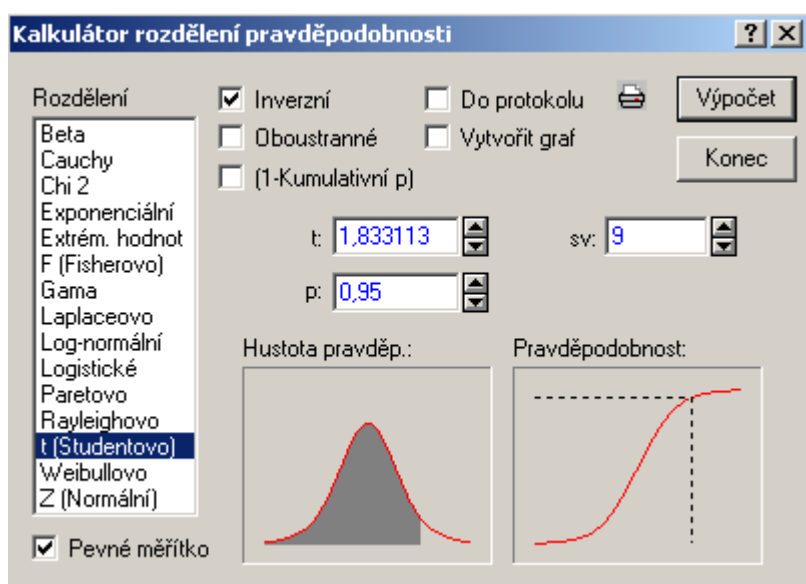 Kalkulátor rozdělení pravděpodobnosti
Rozdělení
Beta
Cauchy
Chi 2
Exponenciální
Extrém. hodnot
F (Fisherovo)
Gama
Laplaceovo
Log-normální
Logistické
Paretovo
Rayleighovo
t (Studentovo)
Weibullovo
Z (Normální)
Pevné měřítko
Inverzní
Do protokolu
Oboustranné
Vytvořit graf
(1-Kumulativní p)
Výpočet
Konec
t: 1,833113
sv: 9
p: 0,95
Hustota pravděp.:
Pravděpodobnost: